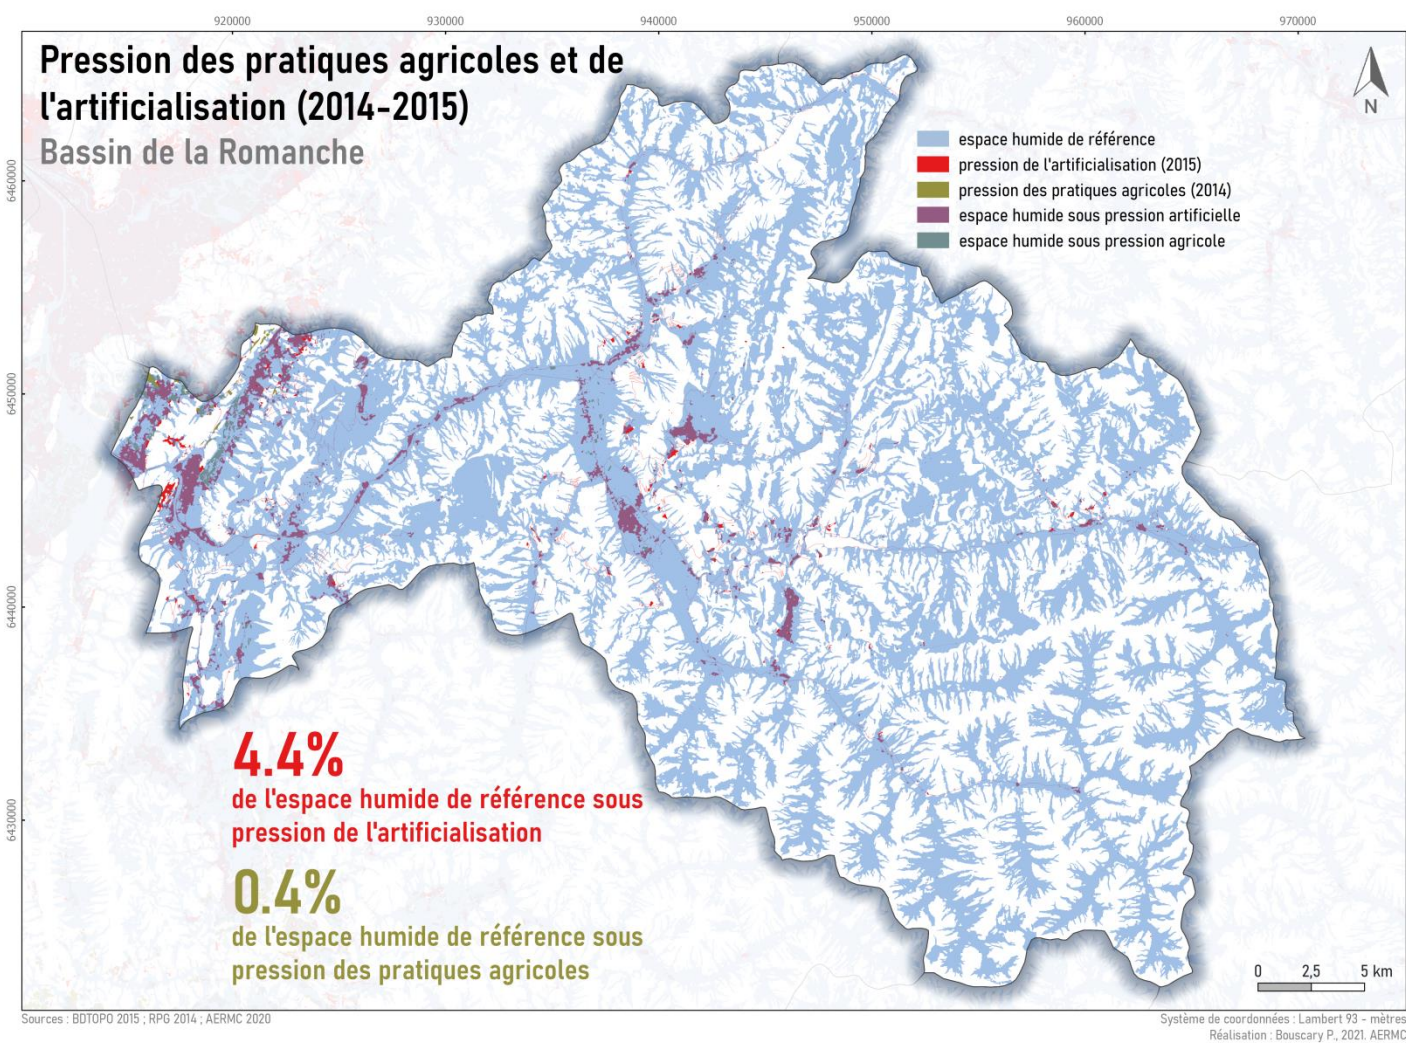 920000
930000
940000
950000
960000
970000
Pression des pratiques agricoles et de
l'artificialisation (2014-2015)
Bassin de la Romanche
N
espace humide de référence
pression de l'artificialisation (2015)
pression des pratiques agricoles (2014)
espace humide sous pression artificielle
espace humide sous pression agricole
6460000
6450000
6440000
6430000
4.4%
de l'espace humide de référence sous
pression de l'artificialisation
0.4%
de l'espace humide de référence sous
pression des pratiques agricoles
0 2,5 5 km
Sources : BDTOPO 2015 ; RPG 2014 ; AERMC 2020
Système de coordonnées : Lambert 93 - mètres
Réalisation : Bouscary P., 2021. AERMC